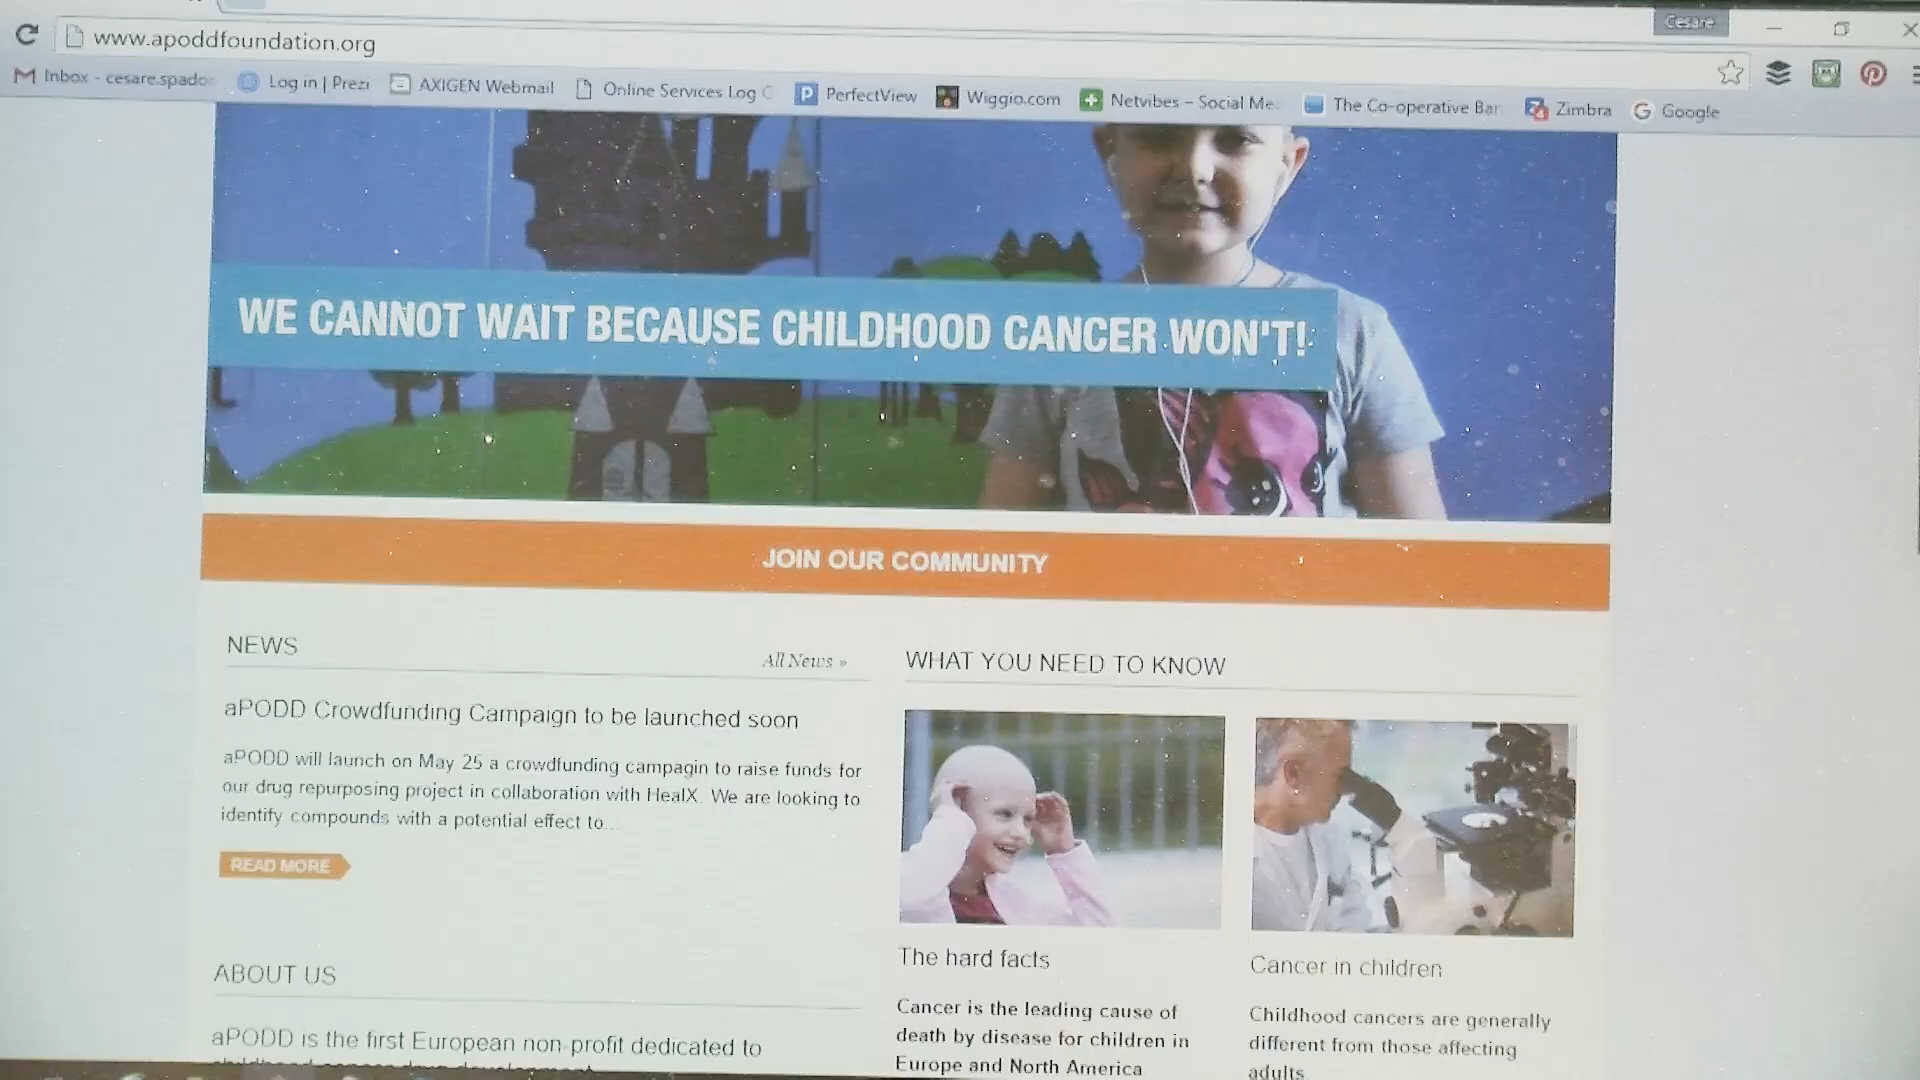 Cesare
www.apoddfoundation.org
Inbox - cesare.spador
Log in | Prezi
AXIGEN Webmail
Online Services Log C
PerfectView
Wiggio.com
Netvibes – Social Me
The Co-operative Ban
Zimbra
Google
WE CANNOT WAIT BECAUSE CHILDHOOD CANCER WON'T!
JOIN OUR COMMUNITY
NEWS
All News »
aPODD Crowdfunding Campaign to be launched soon
aPODD will launch on May 25 a crowdfunding campagin to raise funds for
our drug repurposing project in collaboration with HealX. We are looking to
identify compounds with a potential effect to...
READ MORE
ABOUT US
aPODD is the first European non-profit dedicated to
WHAT YOU NEED TO KNOW
The hard facts
Cancer is the leading cause of
death by disease for children in
Europe and North America
Cancer in children
Childhood cancers are generally
different from those affecting
adults